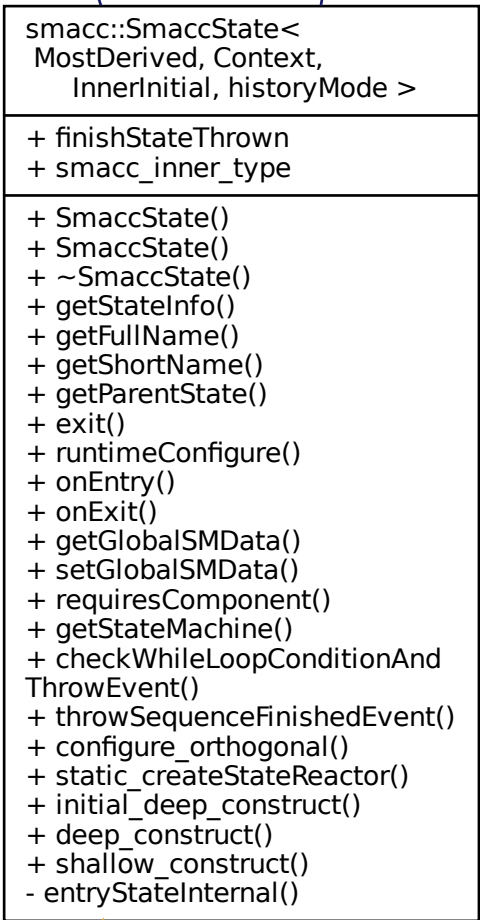 smacc::SmaccState<
MostDerived, Context,
InnerInitial, historyMode >
+ finishStateThrown
+ smacc_inner_type
+ SmaccState()
+ SmaccState()
+ ~SmaccState()
+ getStateInfo()
+ getFullName()
+ getShortName()
+ getParentState()
+ exit()
+ runtimeConfigure()
+ onEntry()
+ onExit()
+ getGlobalSMData()
+ setGlobalSMData()
+ requiresComponent()
+ getStateMachine()
+ checkWhileLoopConditionAnd
ThrowEvent()
+ throwSequenceFinishedEvent()
+ configure_orthogonal()
+ static_createStateReactor()
+ initial_deep_construct()
+ deep_construct()
+ shallow_construct()
- entryStateInternal()